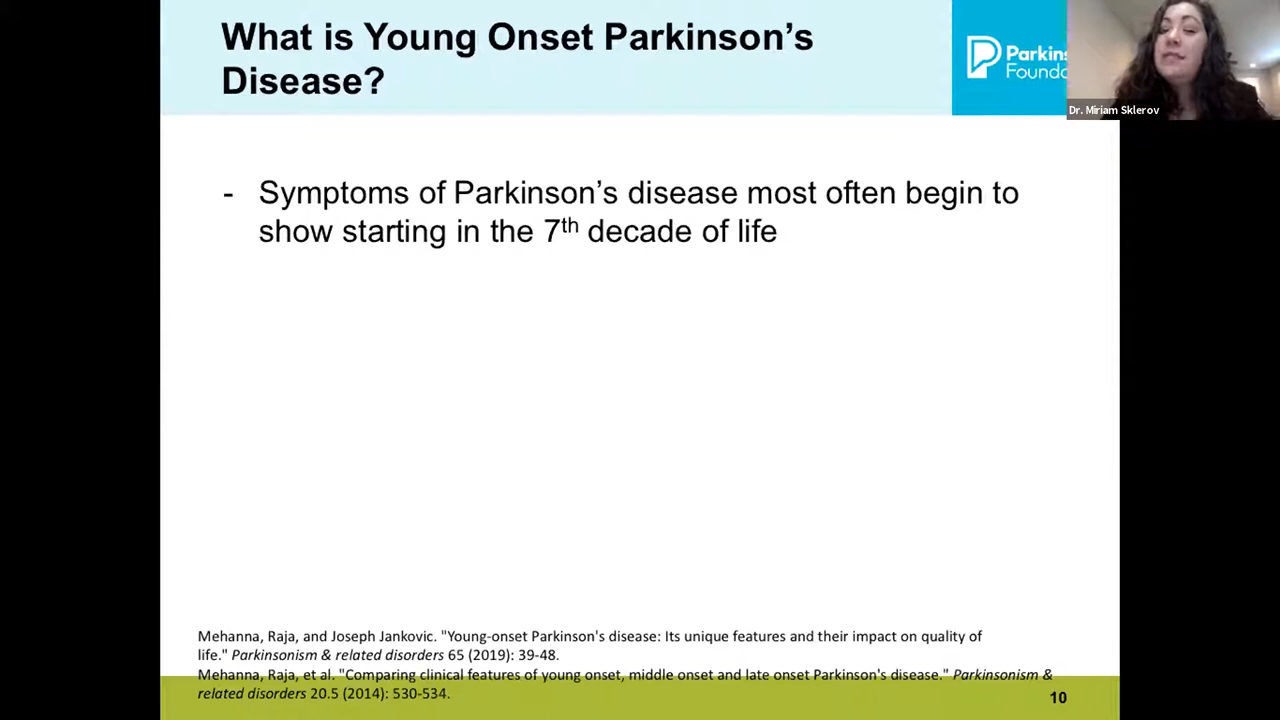 What is Young Onset Parkinson's
Disease?
Parkins
Founda
Dr. Miriam Sklerov
- Symptoms of Parkinson's disease most often begin to
show starting in the 7th decade of life
Mehanna, Raja, and Joseph Jankovic. "Young-onset Parkinson's disease: Its unique features and their impact on quality of
life." Parkinsonism & related disorders 65 (2019): 39-48.
Mehanna, Raja, et al. "Comparing clinical features of young onset, middle onset and late onset Parkinson's disease." Parkinsonism &
related disorders 20.5 (2014): 530-534.
10